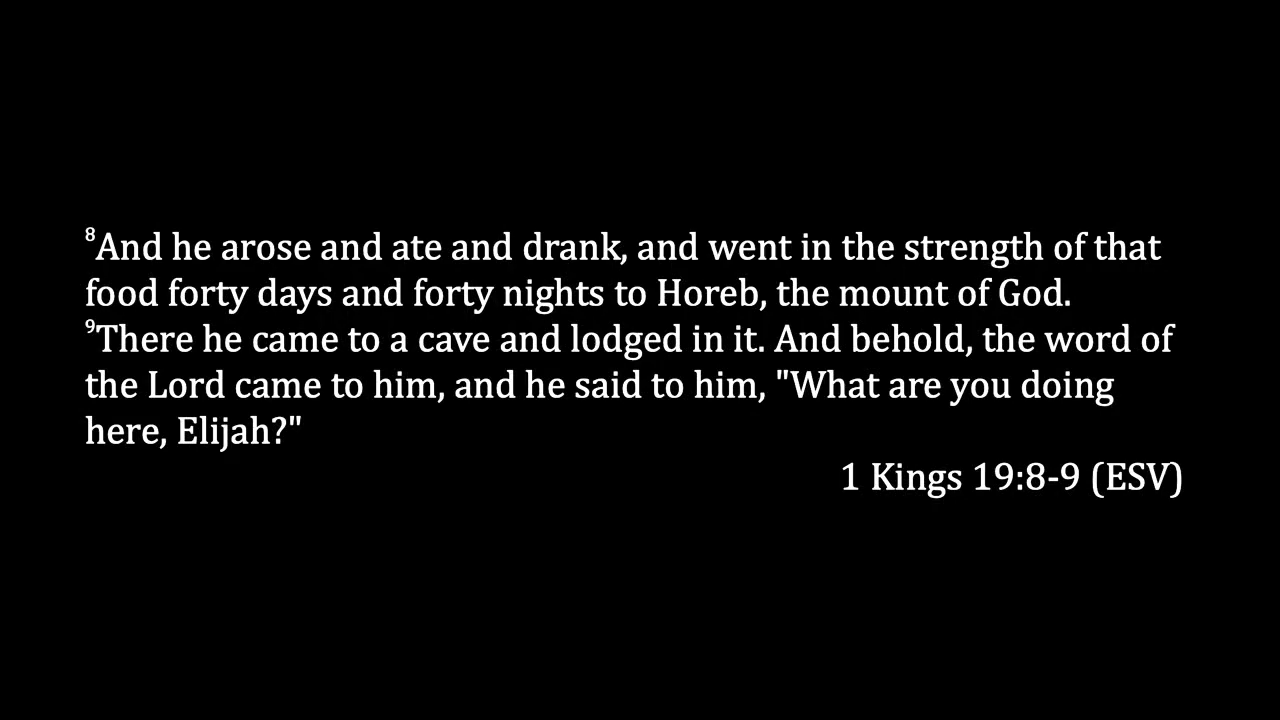 ⁸And he arose and ate and drank, and went in the strength of that
food forty days and forty nights to Horeb, the mount of God.
⁹There he came to a cave and lodged in it. And behold, the word of
the Lord came to him, and he said to him, "What are you doing
here, Elijah?"
1 Kings 19:8-9 (ESV)